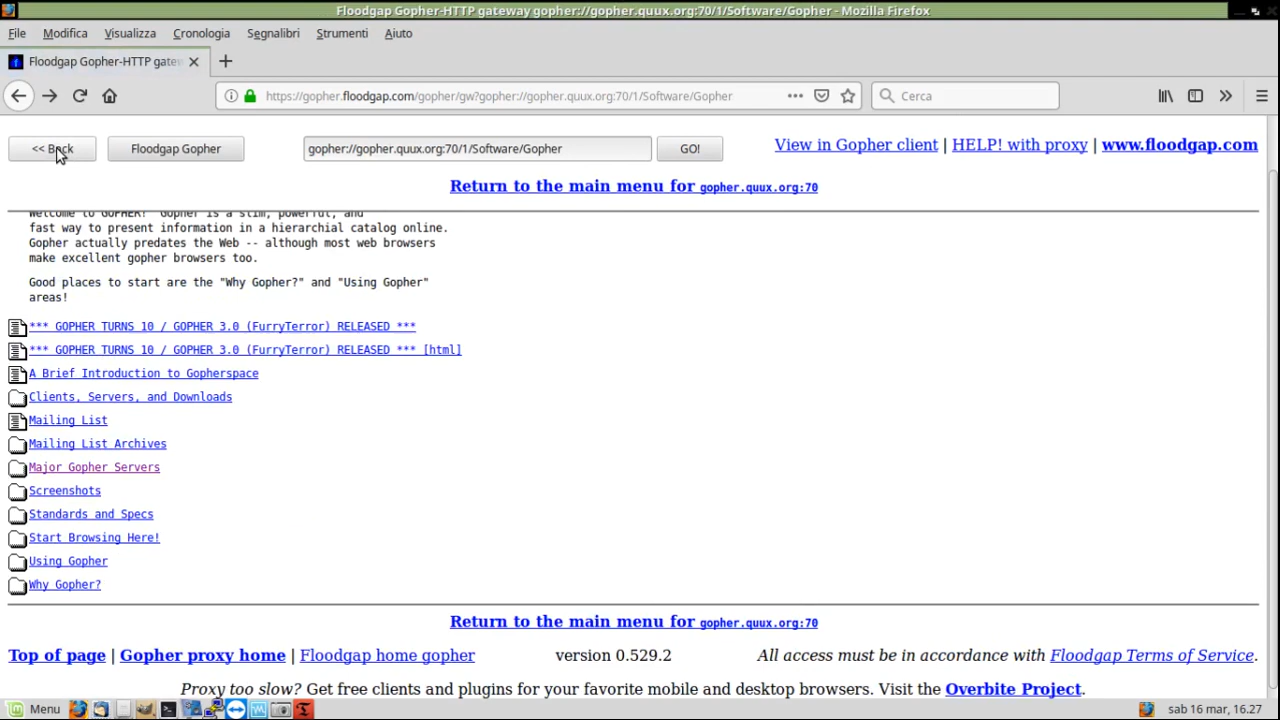 Floodgap Gopher-HTTP gateway gopher://gopher.quux.org:70/1/Software/Gopher - Mozilla Firefox
File Modifica Visualizza Cronologia Segnalibri Strumenti Aiuto
Floodgap Gopher-HTTP gatew
https://gopher.floodgap.com/gopher/gw?gopher://gopher.quux.org:70/1/Software/Gopher
Cerca
<< Back Floodgap Gopher gopher://gopher.quux.org:70/1/Software/Gopher GO! View in Gopher client | HELP! with proxy | www.floodgap.com
Return to the main menu for gopher.quux.org:70
Welcome to GOPHER! Gopher is a slim, powerful, and
fast way to present information in a hierarchial catalog online.
Gopher actually predates the Web -- although most web browsers
make excellent gopher browsers too.
Good places to start are the "Why Gopher?" and "Using Gopher"
areas!
*** GOPHER TURNS 10 / GOPHER 3.0 (FurryTerror) RELEASED ***
*** GOPHER TURNS 10 / GOPHER 3.0 (FurryTerror) RELEASED *** [html]
A Brief Introduction to Gopherspace
Clients, Servers, and Downloads
Mailing List
Mailing List Archives
Major Gopher Servers
Screenshots
Standards and Specs
Start Browsing Here!
Using Gopher
Why Gopher?
Return to the main menu for gopher.quux.org:70
Top of page | Gopher proxy home | Floodgap home gopher version 0.529.2 All access must be in accordance with Floodgap Terms of Service.
Proxy too slow? Get free clients and plugins for your favorite mobile and desktop browsers. Visit the Overbite Project.
Menu sab 16 mar, 16.27